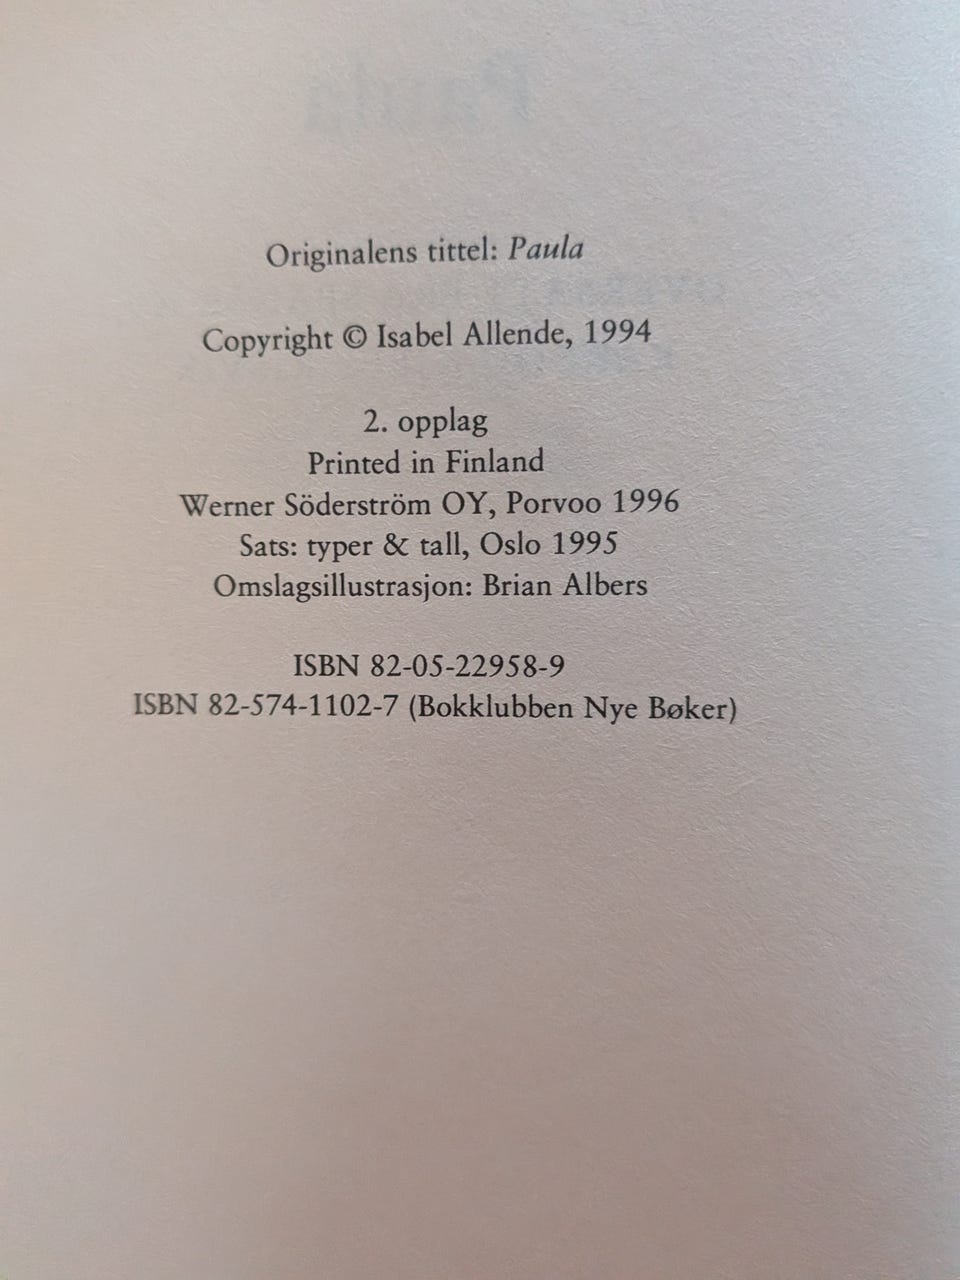 Originalens tittel: Paula
Copyright © Isabel Allende, 1994
2. opplag
Printed in Finland
Werner Söderström OY, Porvoo 1996
Sats: typer & tall, Oslo 1995
Omslagsillustrasjon: Brian Albers
ISBN 82-05-22958-9
ISBN 82-574-1102-7 (Bokklubben Nye Bøker)